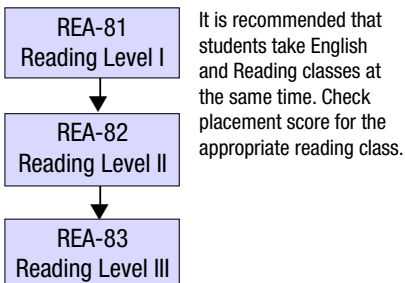 REA-81
Reading Level I
It is recommended that
students take English
and Reading classes at
the same time. Check
placement score for the
appropriate reading class.
REA-82
Reading Level II
REA-83
Reading Level III